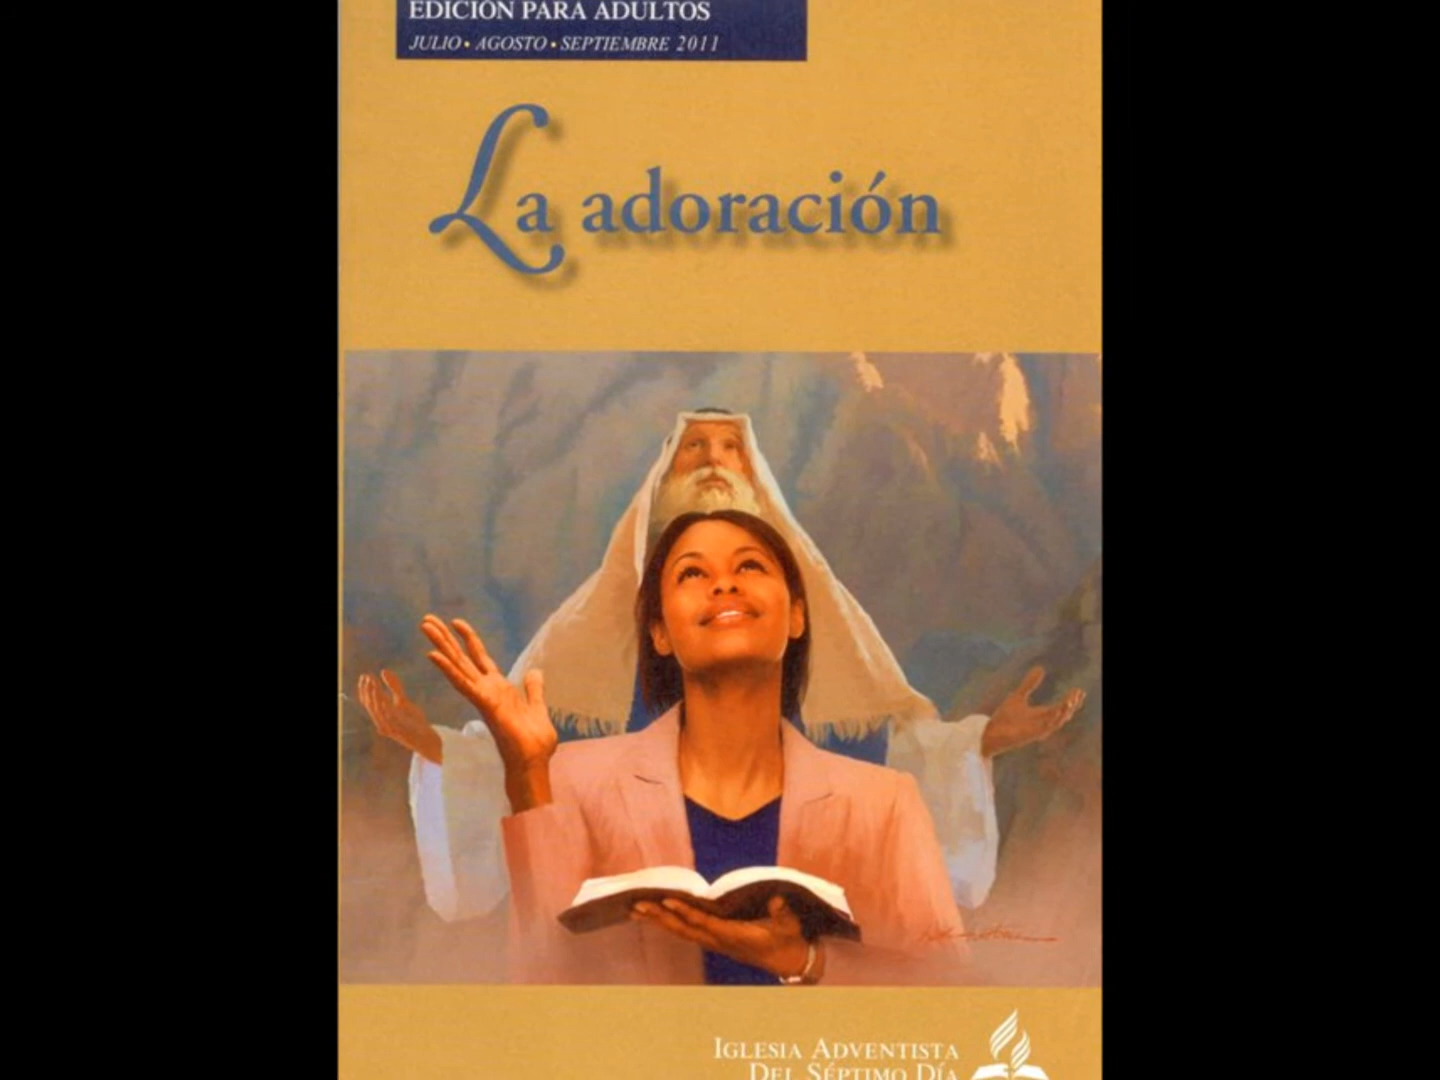 EDICIÓN PARA ADULTOS
JULIO • AGOSTO • SEPTIEMBRE 2011
La adoración
IGLESIA ADVENTISTA
DEL SÉPTIMO DÍA